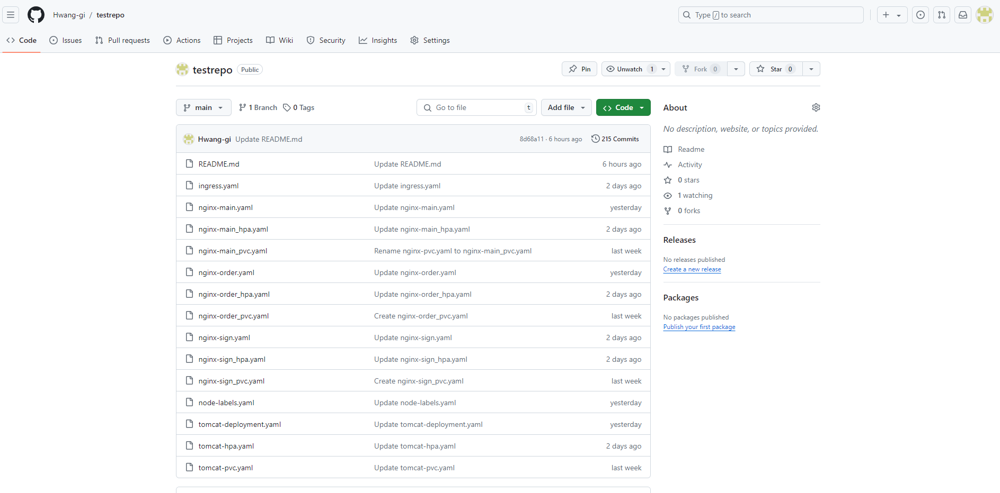 Hwang-gi / testrepo
Type / to search
Code Issues Pull requests Actions Projects Wiki Security Insights Settings
testrepo Public
Pin Unwatch 1 Fork 0 Star 0
main 1 Branch 0 Tags Go to file t Add file Code
Hwang-gi Update README.md 8d68a11 · 6 hours ago 215 Commits
README.md Update README.md 6 hours ago
ingress.yaml Update ingress.yaml 2 days ago
nginx-main.yaml Update nginx-main.yaml yesterday
nginx-main_hpa.yaml Update nginx-main_hpa.yaml 2 days ago
nginx-main_pvc.yaml Rename nginx-pvc.yaml to nginx-main_pvc.yaml last week
nginx-order.yaml Update nginx-order.yaml yesterday
nginx-order_hpa.yaml Update nginx-order_hpa.yaml 2 days ago
nginx-order_pvc.yaml Create nginx-order_pvc.yaml last week
nginx-sign.yaml Update nginx-sign.yaml 2 days ago
nginx-sign_hpa.yaml Update nginx-sign_hpa.yaml 2 days ago
nginx-sign_pvc.yaml Create nginx-sign_pvc.yaml last week
node-labels.yaml Update node-labels.yaml yesterday
tomcat-deployment.yaml Update tomcat-deployment.yaml yesterday
tomcat-hpa.yaml Update tomcat-hpa.yaml 2 days ago
tomcat-pvc.yaml Update tomcat-pvc.yaml last week
About
No description, website, or topics provided.
Readme
Activity
0 stars
1 watching
0 forks
Releases
No releases published
Create a new release
Packages
No packages published
Publish your first package